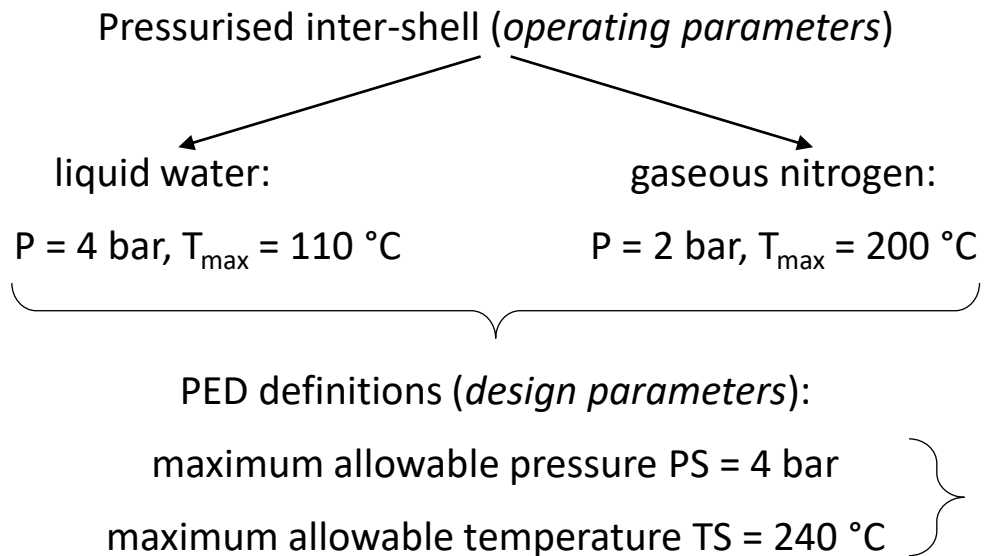 Pressurised inter-shell (operating parameters)
liquid water:
gaseous nitrogen:
P = 4 bar, Tmax = 110 °C
P = 2 bar, Tmax = 200 °C
PED definitions (design parameters):
maximum allowable pressure PS = 4 bar
maximum allowable temperature TS = 240 °C